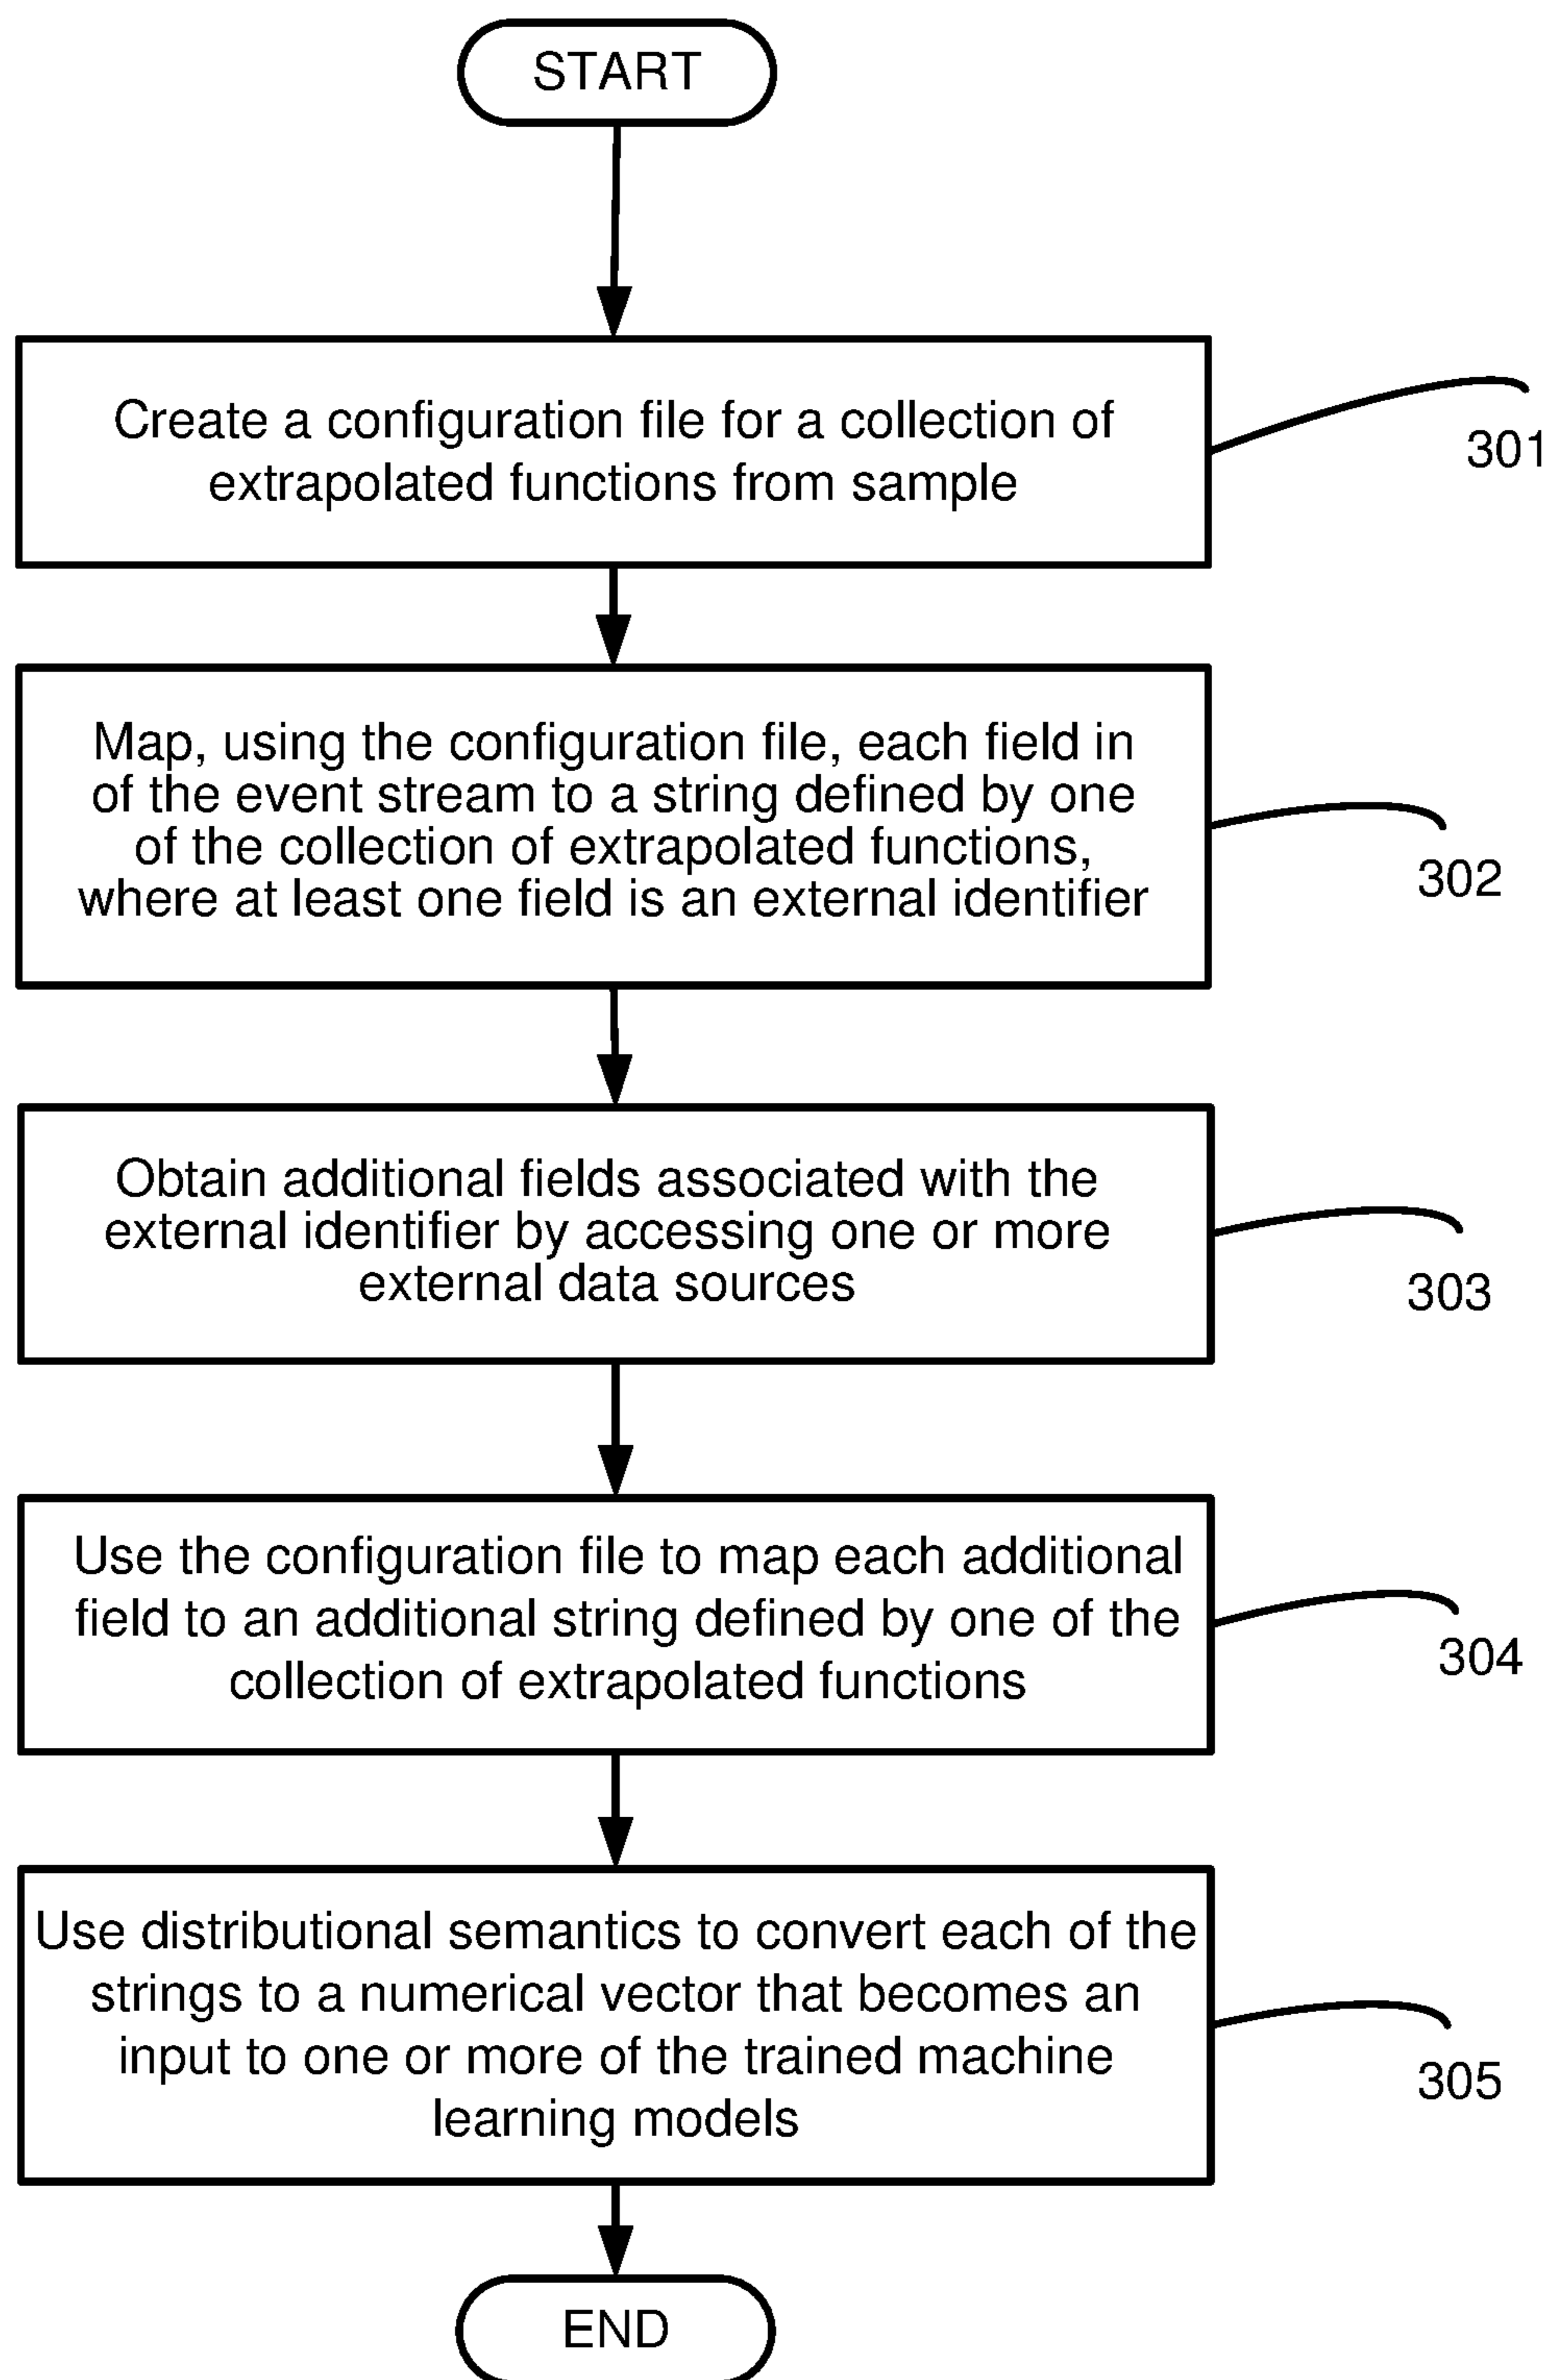 START
Create a configuration file for a collection of
extrapolated functions from sample
301
Map, using the configuration file, each field in
of the event stream to a string defined by one
of the collection of extrapolated functions,
where at least one field is an external identifier
302
Obtain additional fields associated with the
external identifier by accessing one or more
external data sources
303
Use the configuration file to map each additional
field to an additional string defined by one of the
collection of extrapolated functions
304
Use distributional semantics to convert each of the
strings to a numerical vector that becomes an
input to one or more of the trained machine
learning models
305
END